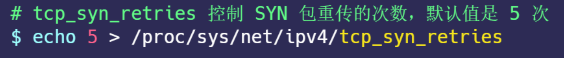 # tcp_syn_retries 控制 SYN 包重传的次数，默认值是 5 次
$ echo 5 > /proc/sys/net/ipv4/tcp_syn_retries